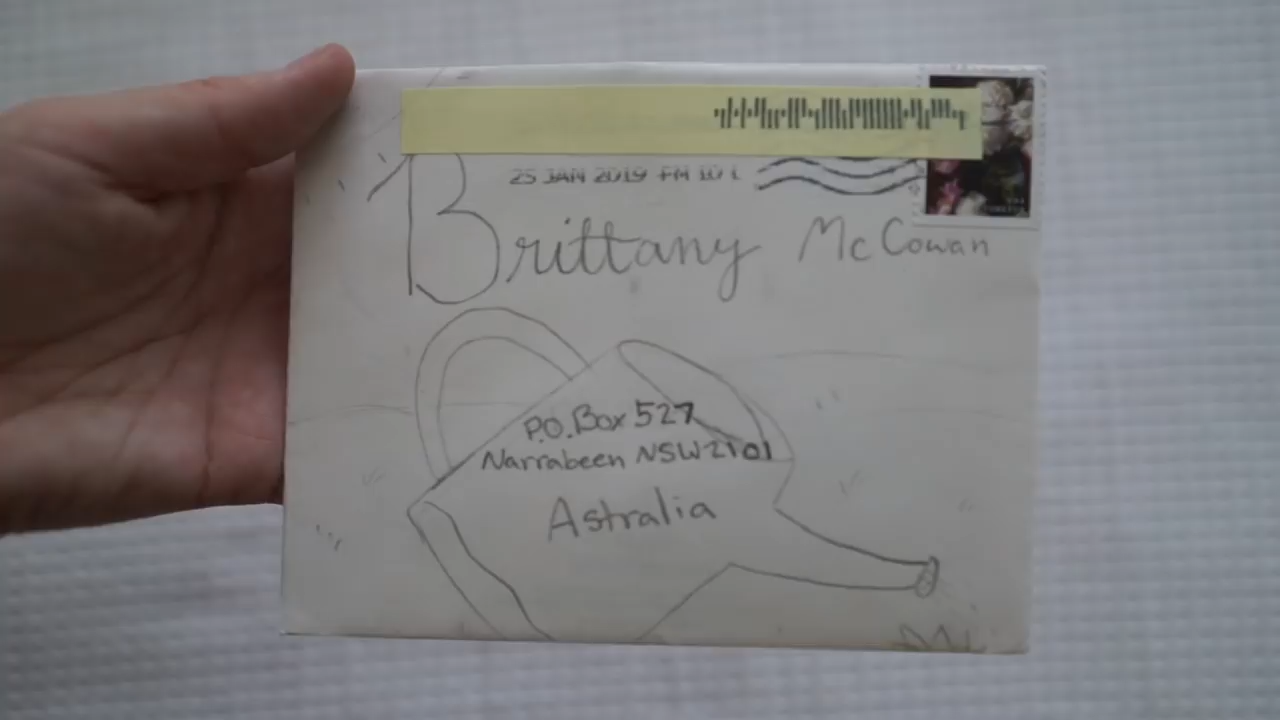 25 JAN 2019 PM 10 L
Brittany McCowan
P.O. Box 527
Narrabeen NSW 2101
Astralia